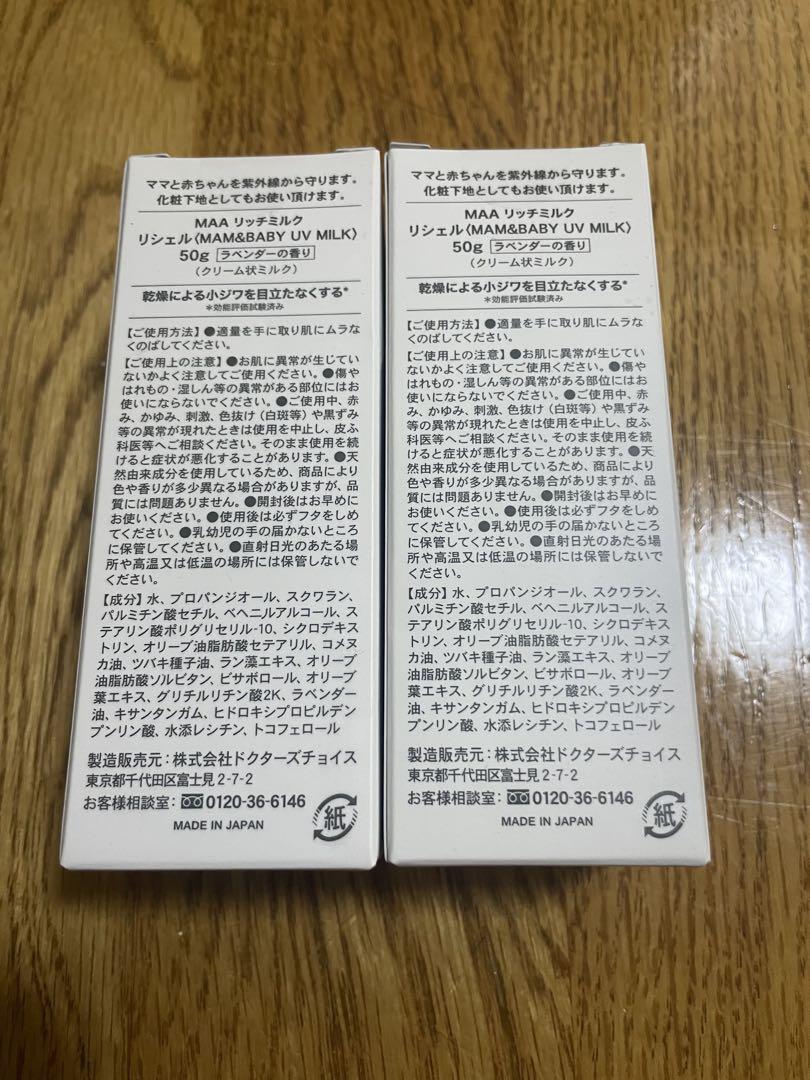 ママと赤ちゃんを紫外線から守ります。
化粧下地としてもお使い頂けます。
MAA リッチミルク
リシェル〈MAM&BABY UV MILK〉
50g ラベンダーの香り
（クリーム状ミルク）
乾燥による小ジワを目立たなくする*
*効能評価試験済み
【ご使用方法】●適量を手に取り肌にムラな
くのばしてください。
【ご使用上の注意】●お肌に異常が生じてい
ないかよく注意してご使用ください。●傷や
はれもの・湿しん等の異常がある部位にはお
使いにならないでください。●ご使用中、赤
み、かゆみ、刺激、色抜け（白斑等）や黒ずみ
等の異常が現れたときは使用を中止し、皮ふ
科医等へご相談ください。そのまま使用を続
けると症状が悪化することがあります。●天
然由来成分を使用しているため、商品により
色や香りが多少異なる場合がありますが、品
質には問題ありません。●開封後はお早めに
お使いください。●使用後は必ずフタをしめ
てください。●乳幼児の手の届かないところ
に保管してください。●直射日光のあたる場
所や高温又は低温の場所には保管しないで
ください。
【成分】水、プロパンジオール、スクワラン、
パルミチン酸セチル、ベヘニルアルコール、ス
テアリン酸ポリグリセリル-10、シクロデキス
トリン、オリーブ油脂肪酸セテアリル、コメヌ
カ油、ツバキ種子油、ラン藻エキス、オリーブ
油脂肪酸ソルビタン、ビサボロール、オリーブ
葉エキス、グリチルリチン酸2K、ラベンダー
油、キサンタンガム、ヒドロキシプロピルデン
プンリン酸、水添レシチン、トコフェロール
製造販売元：株式会社ドクターズチョイス
東京都千代田区富士見2-7-2
お客様相談室：0120-36-6146
MADE IN JAPAN
紙
ママと赤ちゃんを紫外線から守ります。
化粧下地としてもお使い頂けます。
MAA リッチミルク
リシェル〈MAM&BABY UV MILK〉
50g ラベンダーの香り
（クリーム状ミルク）
乾燥による小ジワを目立たなくする*
*効能評価試験済み
【ご使用方法】●適量を手に取り肌にムラな
くのばしてください。
【ご使用上の注意】●お肌に異常が生じてい
ないかよく注意してご使用ください。●傷や
はれもの・湿しん等の異常がある部位にはお
使いにならないでください。●ご使用中、赤
み、かゆみ、刺激、色抜け（白斑等）や黒ずみ
等の異常が現れたときは使用を中止し、皮ふ
科医等へご相談ください。そのまま使用を続
けると症状が悪化することがあります。●天
然由来成分を使用しているため、商品により
色や香りが多少異なる場合がありますが、品
質には問題ありません。●開封後はお早めに
お使いください。●使用後は必ずフタをしめ
てください。●乳幼児の手の届かないところ
に保管してください。●直射日光のあたる場
所や高温又は低温の場所には保管しないで
ください。
【成分】水、プロパンジオール、スクワラン、
パルミチン酸セチル、ベヘニルアルコール、ス
テアリン酸ポリグリセリル-10、シクロデキス
トリン、オリーブ油脂肪酸セテアリル、コメヌ
カ油、ツバキ種子油、ラン藻エキス、オリーブ
油脂肪酸ソルビタン、ビサボロール、オリーブ
葉エキス、グリチルリチン酸2K、ラベンダー
油、キサンタンガム、ヒドロキシプロピルデン
プンリン酸、水添レシチン、トコフェロール
製造販売元：株式会社ドクターズチョイス
東京都千代田区富士見2-7-2
お客様相談室：0120-36-6146
MADE IN JAPAN
紙